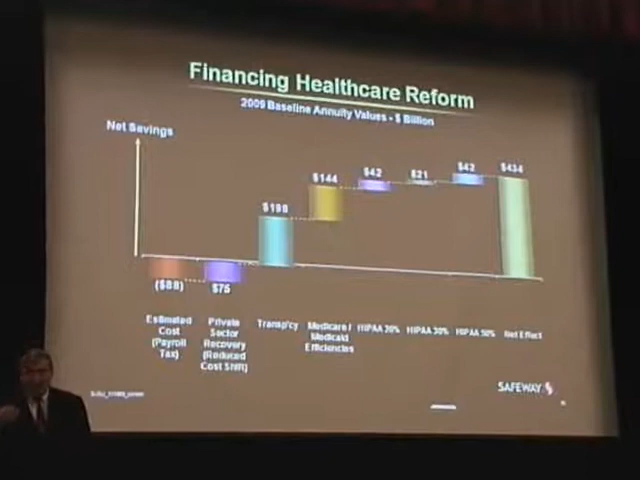 Financing Healthcare Reform
2009 Baseline Annuity Values - $ Billion
Net Savings
($88)
$75
$198
$144
$42
$21
$42
$434
Estimated
Cost
(Payroll
Tax)
Private
Sector
Recovery
(Reduced
Cost Shift)
Transp'cy
Medicare /
Medicaid
Efficiencies
HIPAA 20%
HIPAA 30%
HIPAA 50%
Net Effect
SAFEWAY